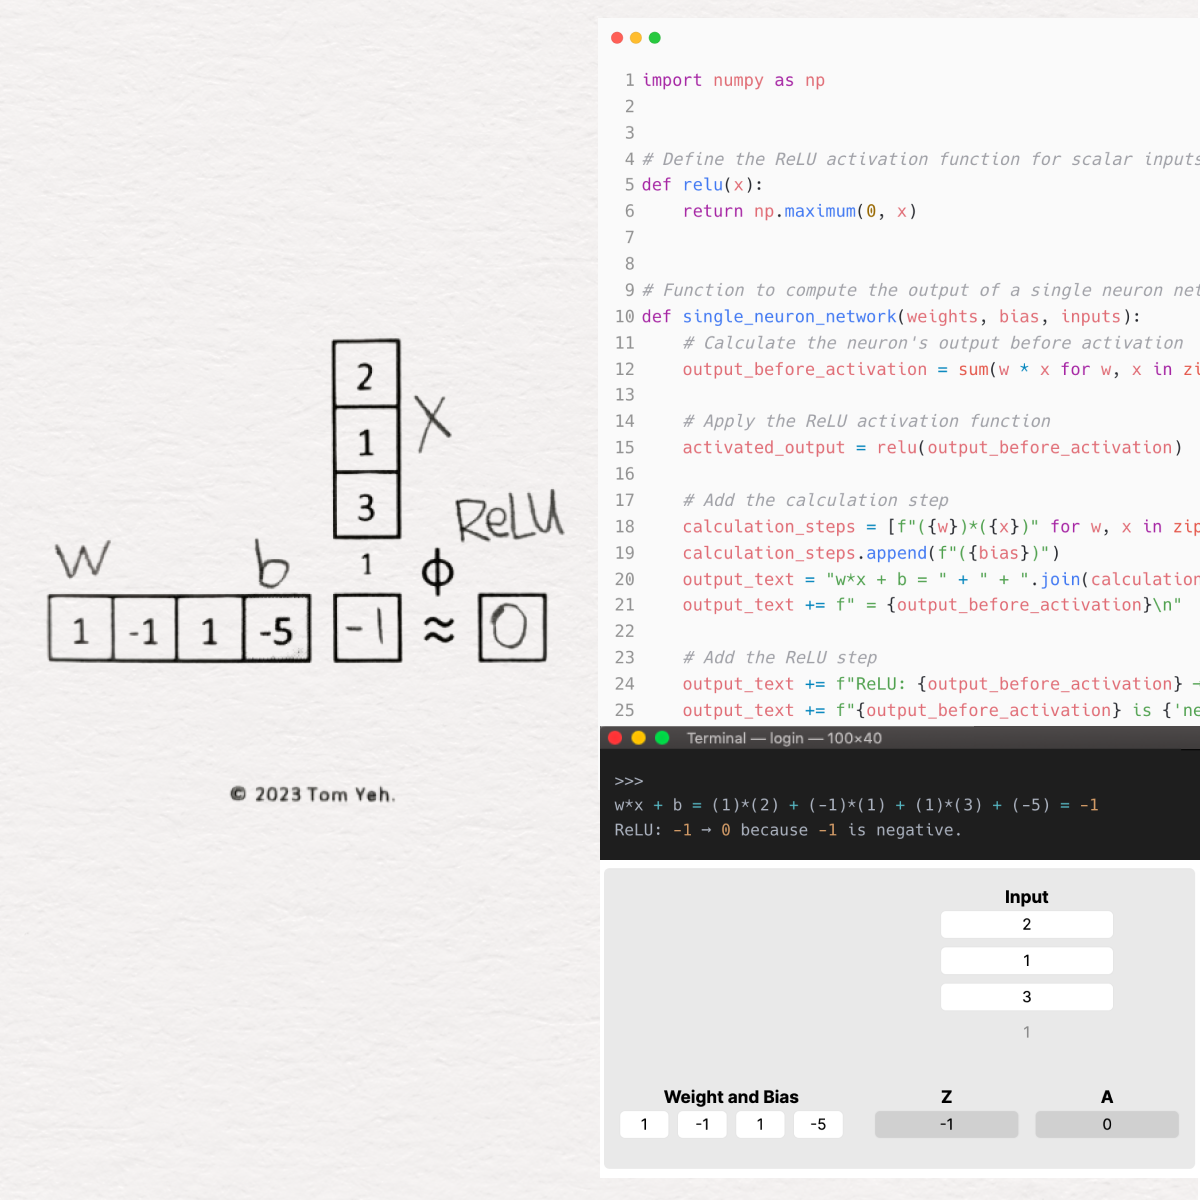 2
1
3
X
ReLU
W
b
1
ϕ
1 -1 1 -5 -1 ≈ 0
© 2023 Tom Yeh.
1 import numpy as np
2
3
4 # Define the ReLU activation function for scalar inputs
5 def relu(x):
6 return np.maximum(0, x)
7
8
9 # Function to compute the output of a single neuron net
10 def single_neuron_network(weights, bias, inputs):
11 # Calculate the neuron's output before activation
12 output_before_activation = sum(w * x for w, x in zi
13
14 # Apply the ReLU activation function
15 activated_output = relu(output_before_activation)
16
17 # Add the calculation step
18 calculation_steps = [f"({w})*({x})" for w, x in zip
19 calculation_steps.append(f"({bias})")
20 output_text = "w*x + b = " + " + ".join(calculation
21 output_text += f" = {output_before_activation}\n"
22
23 # Add the ReLU step
24 output_text += f"ReLU: {output_before_activation} →
25 output_text += f"{output_before_activation} is {'ne
Terminal — login — 100×40
>>>
w*x + b = (1)*(2) + (-1)*(1) + (1)*(3) + (-5) = -1
ReLU: -1 → 0 because -1 is negative.
Input
2
1
3
1
Weight and Bias Z A
1 -1 1 -5 -1 0